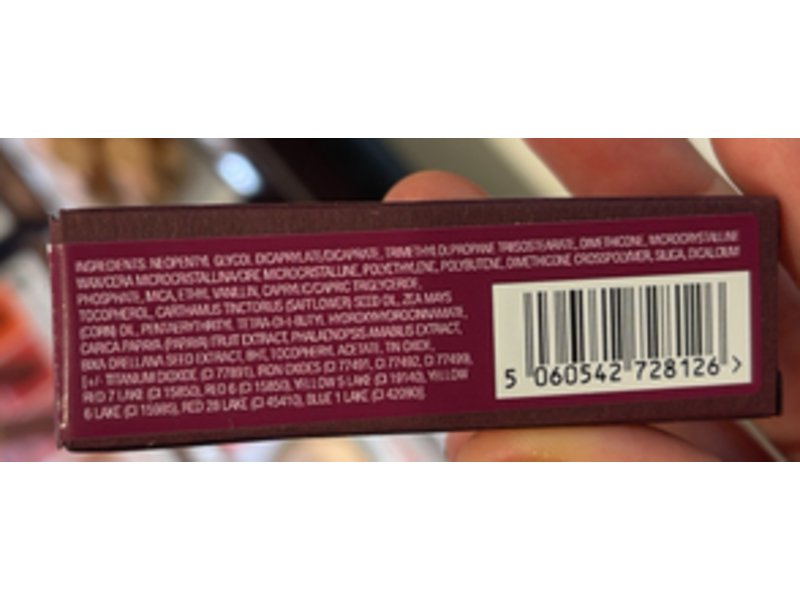 INGREDIENTS: NEOPENTYL GLYCOL DICAPRYLATE/DICAPRATE, TRIMETHYLOLPROPANE TRIISOSTEARATE, DIMETHICONE, MICROCRYSTALLINE
WAX/CERA MICROCRISTALLINA/CIRE MICROCRISTALLINE, POLYETHYLENE, POLYBUTENE, DIMETHICONE CROSSPOLYMER, SILICA, DICALCIUM
PHOSPHATE, MICA, ETHYL VANILLIN, CAPRYLIC/CAPRIC TRIGLYCERIDE,
TOCOPHEROL, CARTHAMUS TINCTORIUS (SAFFLOWER) SEED OIL, ZEA MAYS
(CORN) OIL, PENTAERYTHRITYL TETRA-DI-T-BUTYL HYDROXYHYDROCINNAMATE,
CARICA PAPAYA (PAPAYA) FRUIT EXTRACT, PHALAENOPSIS AMABILIS EXTRACT,
BIXA ORELLANA SEED EXTRACT, BHT, TOCOPHERYL ACETATE, TIN OXIDE,
[+/- TITANIUM DIOXIDE (CI 77891), IRON OXIDES (CI 77491, CI 77492, CI 77499),
RED 7 LAKE (CI 15850), RED 6 (CI 15850), YELLOW 5 LAKE (CI 19140), YELLOW
6 LAKE (CI 15985), RED 28 LAKE (CI 45410), BLUE 1 LAKE (CI 42090)]
5 060542 728126 >